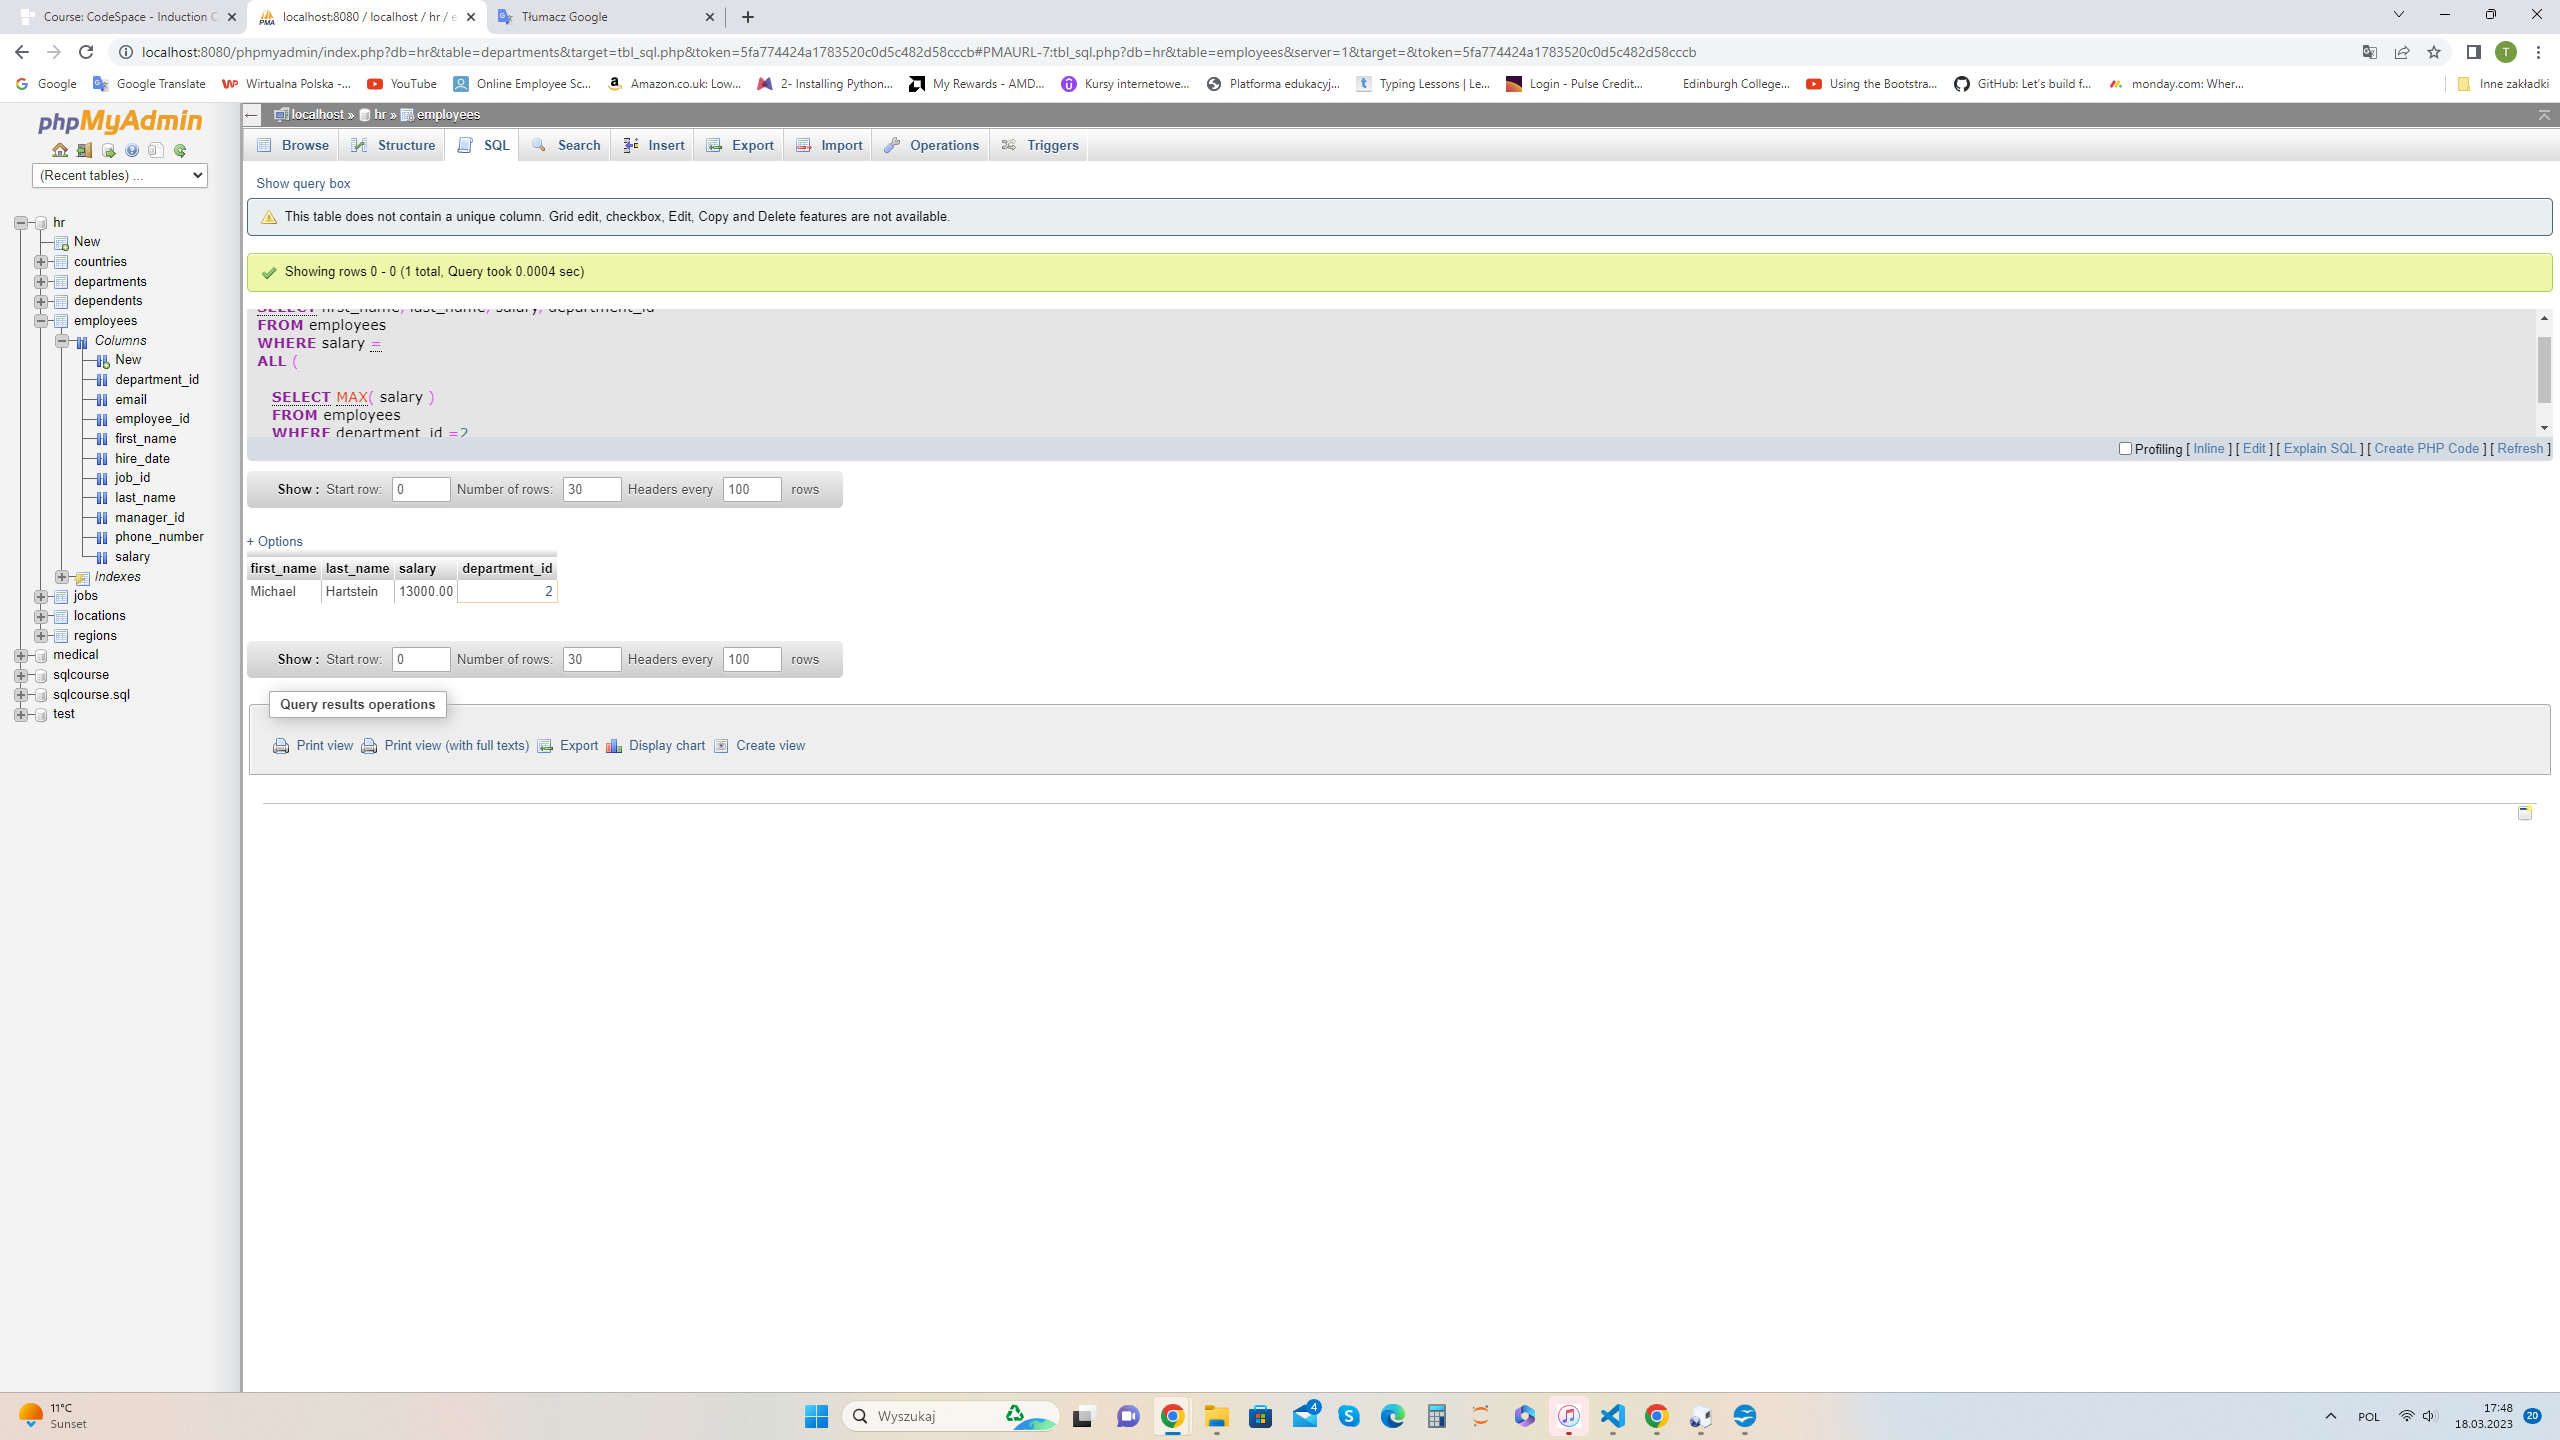 Course: CodeSpace - Induction C
localhost:8080 / localhost / hr / e
Tłumacz Google
localhost:8080/phpmyadmin/index.php?db=hr&table=departments&target=tbl_sql.php&token=5fa774424a1783520c0d5c482d58cccb#PMAURL-7:tbl_sql.php?db=hr&table=employees&server=1&target=&token=5fa774424a1783520c0d5c482d58cccb
Google
Google Translate
Wirtualna Polska -...
YouTube
Online Employee Sc...
Amazon.co.uk: Low...
2- Installing Python...
My Rewards - AMD...
Kursy internetowe...
Platforma edukacyj...
Typing Lessons | Le...
Login - Pulse Credit...
Edinburgh College...
Using the Bootstra...
GitHub: Let's build f...
monday.com: Wher...
Inne zakładki
phpMyAdmin
(Recent tables) ...
hr
New
countries
departments
dependents
employees
Columns
New
department_id
email
employee_id
first_name
hire_date
job_id
last_name
manager_id
phone_number
salary
Indexes
jobs
locations
regions
medical
sqlcourse
sqlcourse.sql
test
localhost » hr » employees
Browse
Structure
SQL
Search
Insert
Export
Import
Operations
Triggers
Show query box
This table does not contain a unique column. Grid edit, checkbox, Edit, Copy and Delete features are not available.
Showing rows 0 - 0 (1 total, Query took 0.0004 sec)
SELECT first_name, last_name, salary, department_id
FROM employees
WHERE salary =
ALL (
SELECT MAX( salary )
FROM employees
WHERE department_id =2
Profiling [ Inline ] [ Edit ] [ Explain SQL ] [ Create PHP Code ] [ Refresh ]
Show : Start row: 0 Number of rows: 30 Headers every 100 rows
+ Options
first_name last_name salary department_id
Michael Hartstein 13000.00 2
Show : Start row: 0 Number of rows: 30 Headers every 100 rows
Query results operations
Print view Print view (with full texts) Export Display chart Create view
11°C
Sunset
Wyszukaj
4
POL
17:48
18.03.2023
20
T